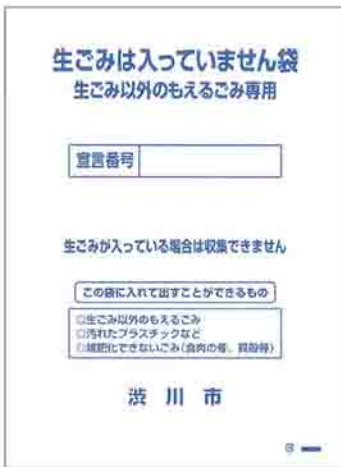 生ごみは入っていません袋
生ごみ以外のもえるごみ専用
宣言番号
生ごみが入っている場合は収集できません
この袋に入れて出すことができるもの
○生ごみ以外のもえるごみ
○汚れたプラスチックなど
○堆肥化できないごみ(食肉の骨、貝殻等)
渋川市